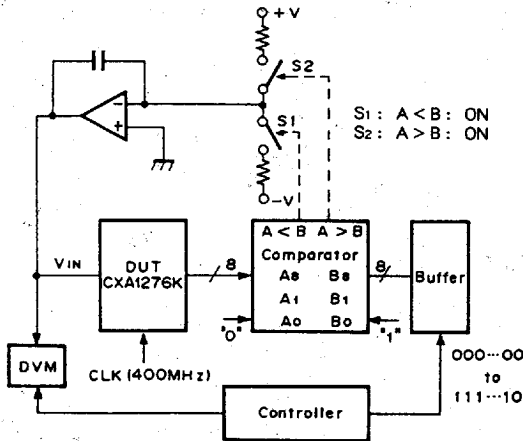 +V
S2
S1
S1 : A < B : ON
S2 : A > B : ON
−V
A < B A > B
Comparator
A8 B8
A1 B1
A0 B0
VIN
DUT
CXA1276K
8
8
Buffer
"0"
"1"
DVM
CLK (400MHz)
000···00
to
111···10
Controller